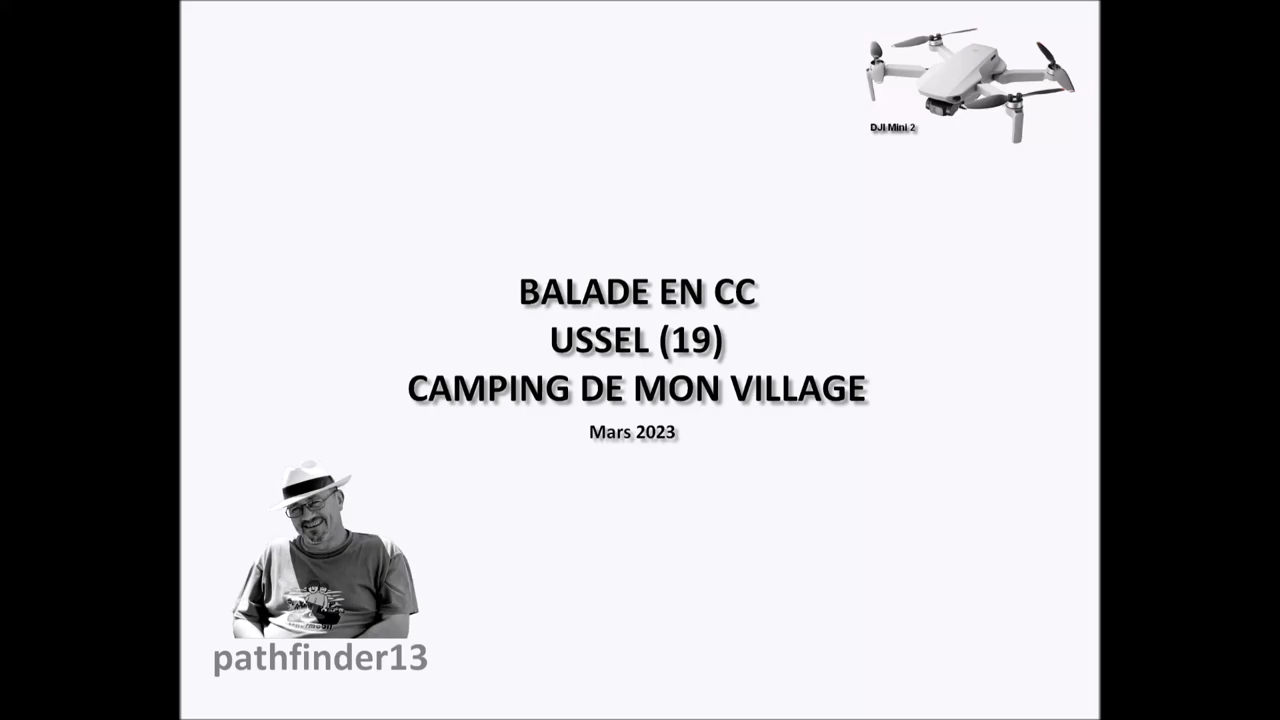 DJI Mini 2
BALADE EN CC
USSEL (19)
CAMPING DE MON VILLAGE
Mars 2023
pathfinder13